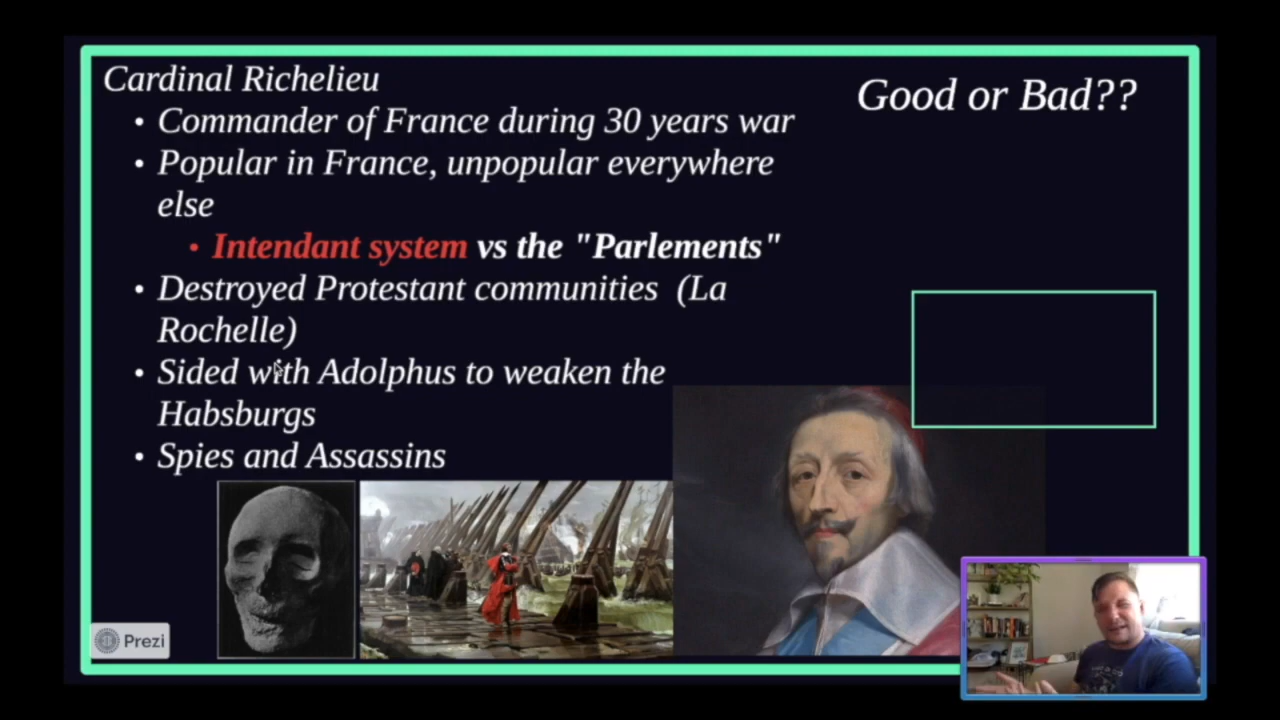 Cardinal Richelieu
Good or Bad??
• Commander of France during 30 years war
• Popular in France, unpopular everywhere
else
• Intendant system vs the "Parlements"
• Destroyed Protestant communities (La
Rochelle)
• Sided with Adolphus to weaken the
Habsburgs
• Spies and Assassins
Prezi